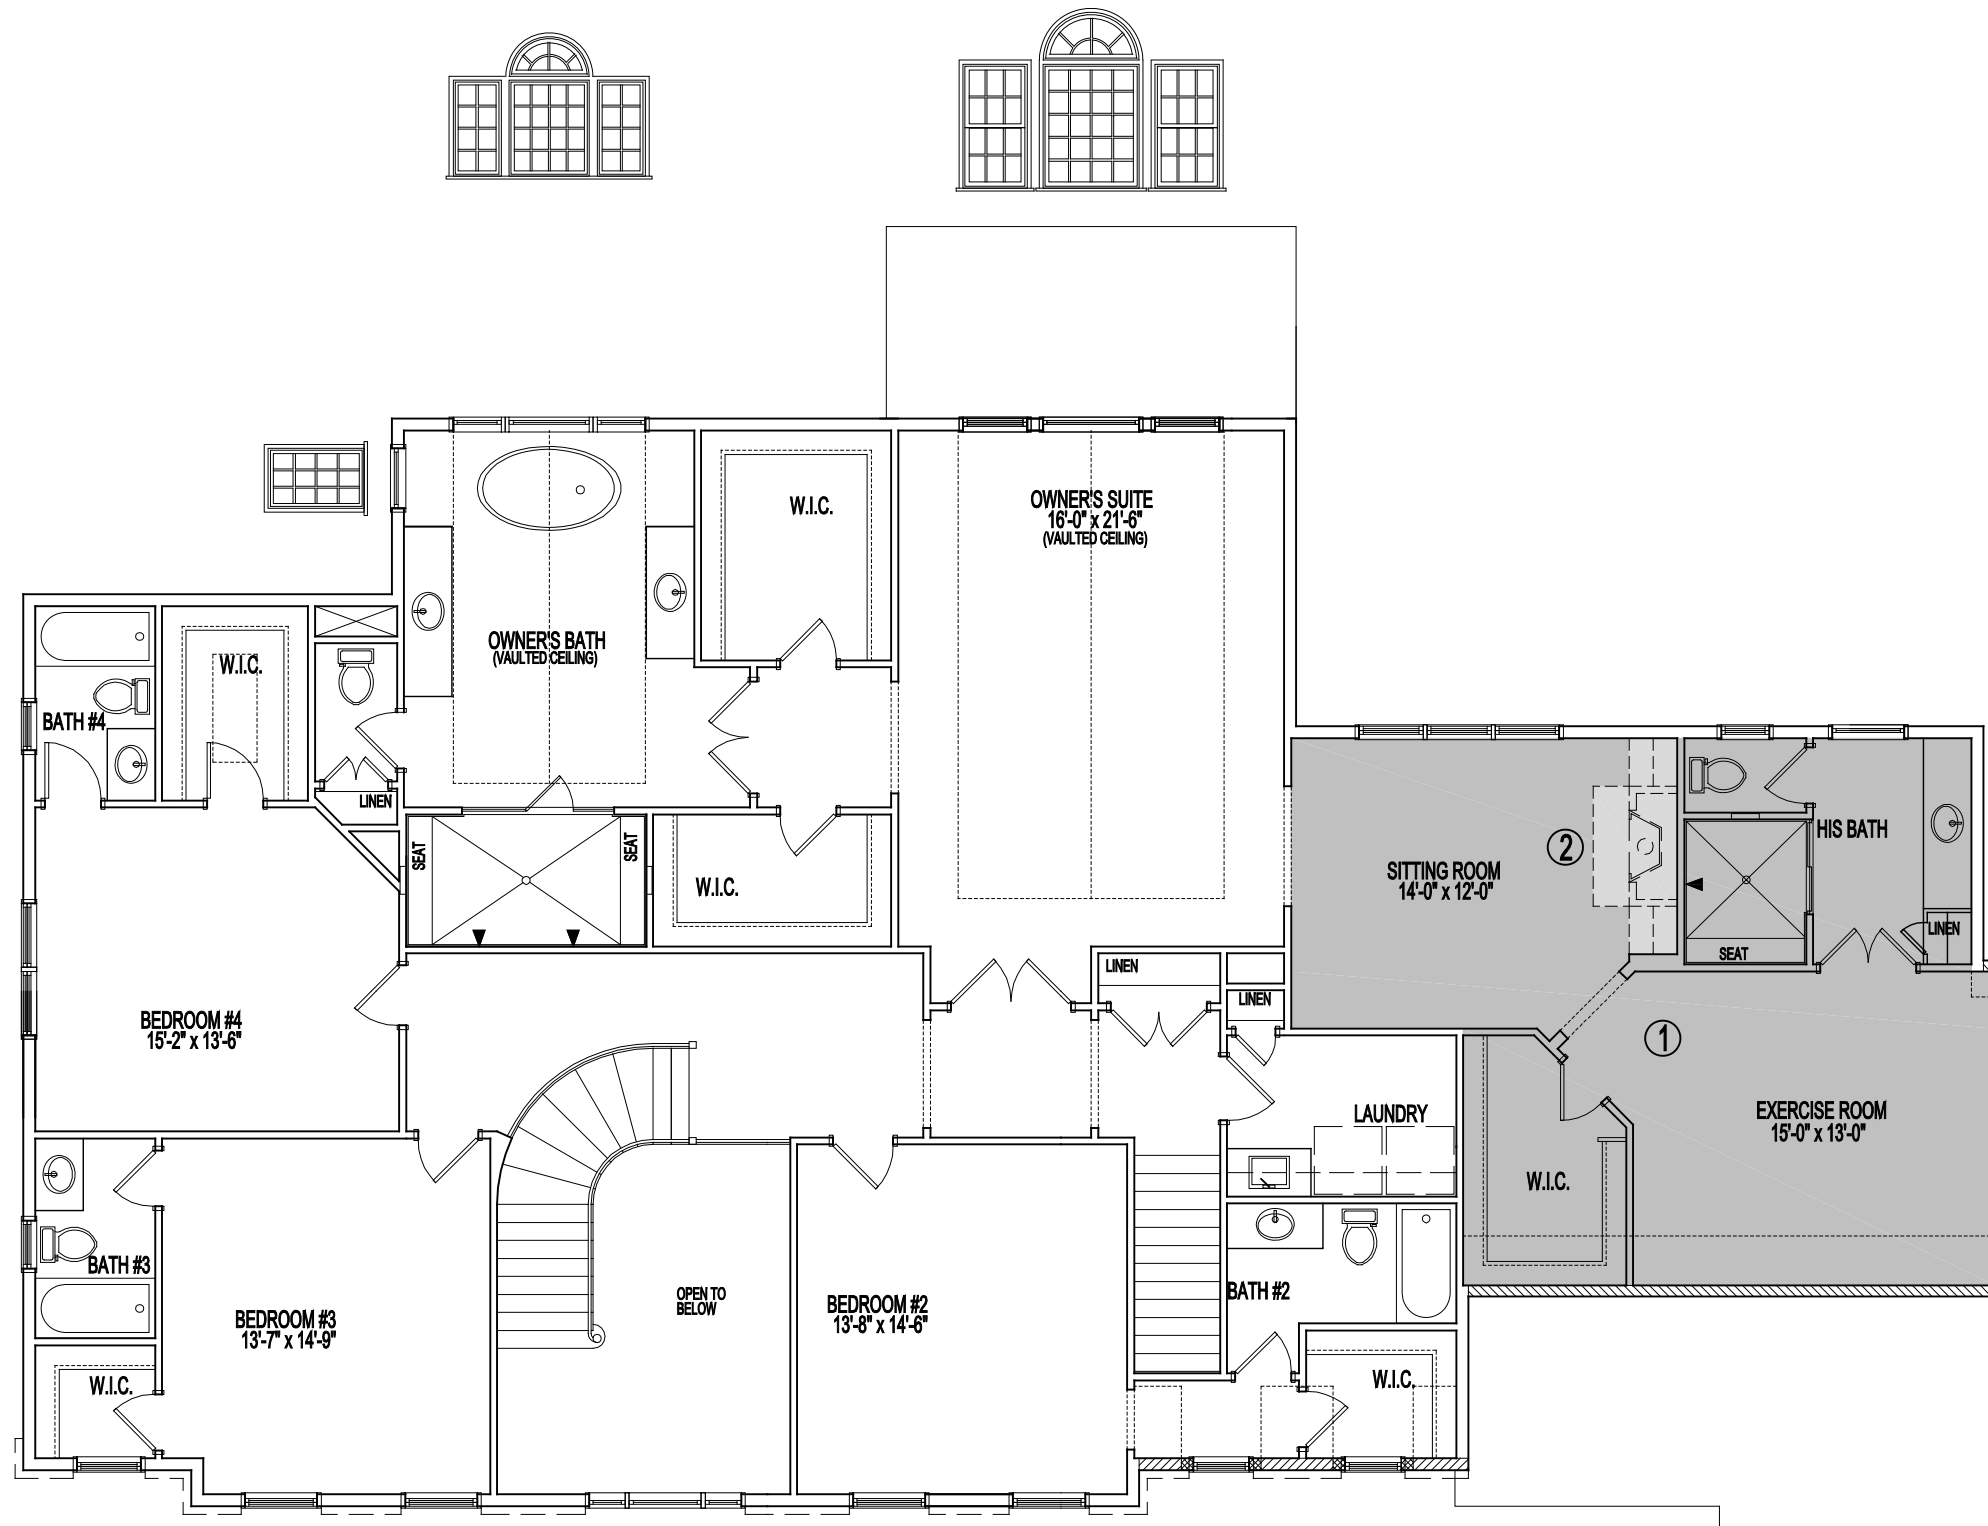 W.I.C.
OWNER'S SUITE
16'-0" x 21'-6"
(VAULTED CEILING)
OWNER'S BATH
(VAULTED CEILING)
W.I.C.
BATH #4
LINEN
SEAT
SEAT
W.I.C.
SITTING ROOM
14'-0" x 12'-0"
2
HIS BATH
LINEN
SEAT
LINEN
LINEN
BEDROOM #4
15'-2" x 13'-6"
1
EXERCISE ROOM
15'-0" x 13'-0"
LAUNDRY
W.I.C.
BATH #3
BEDROOM #3
13'-7" x 14'-9"
OPEN TO
BELOW
BEDROOM #2
13'-8" x 14'-6"
BATH #2
W.I.C.
W.I.C.